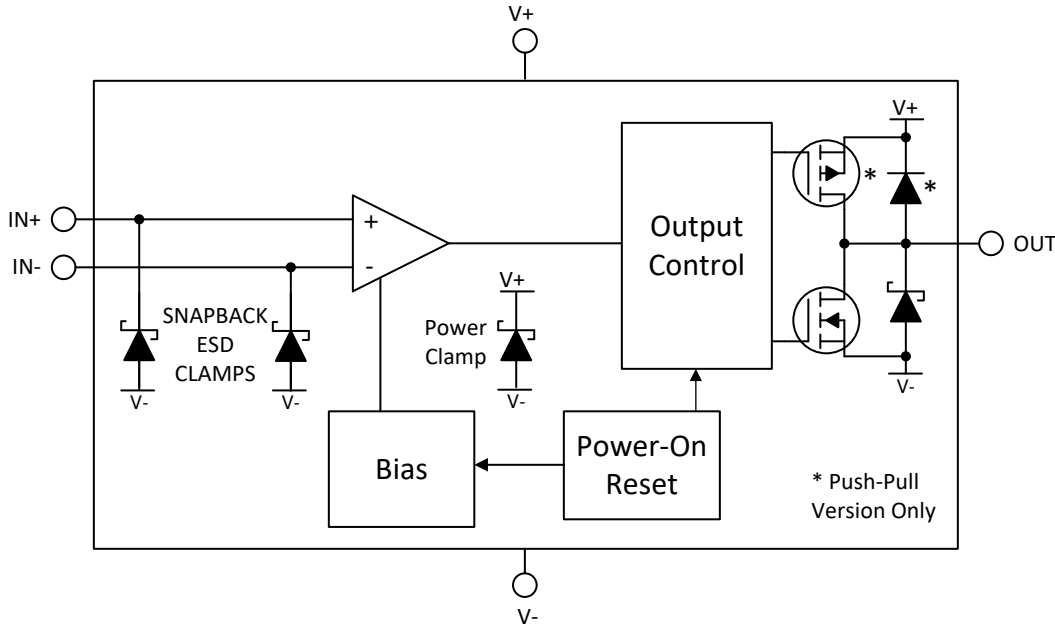 V+
V+
*
*
IN+
+
Output
Control
OUT
IN-
-
V+
SNAPBACK
ESD
CLAMPS
Power
Clamp
V-
V-
V-
V-
Bias
Power-On
Reset
* Push-Pull
Version Only
V-